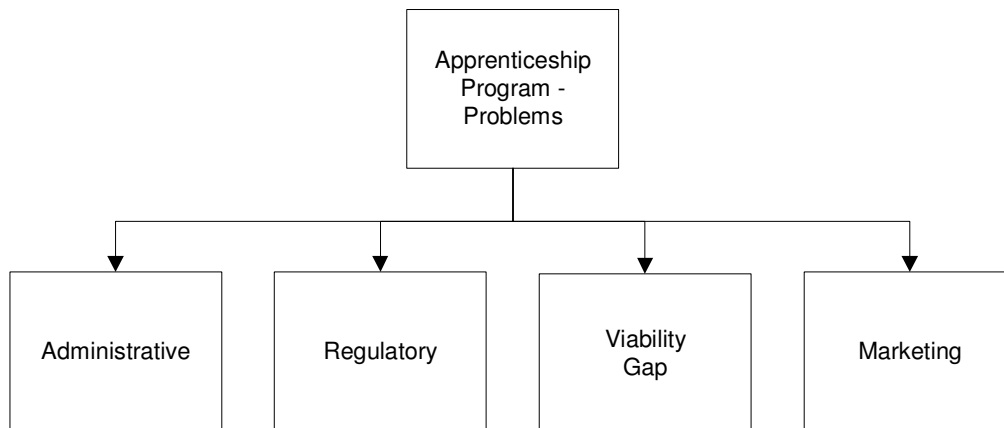 Apprenticeship
Program -
Problems
Administrative
Regulatory
Viability
Gap
Marketing